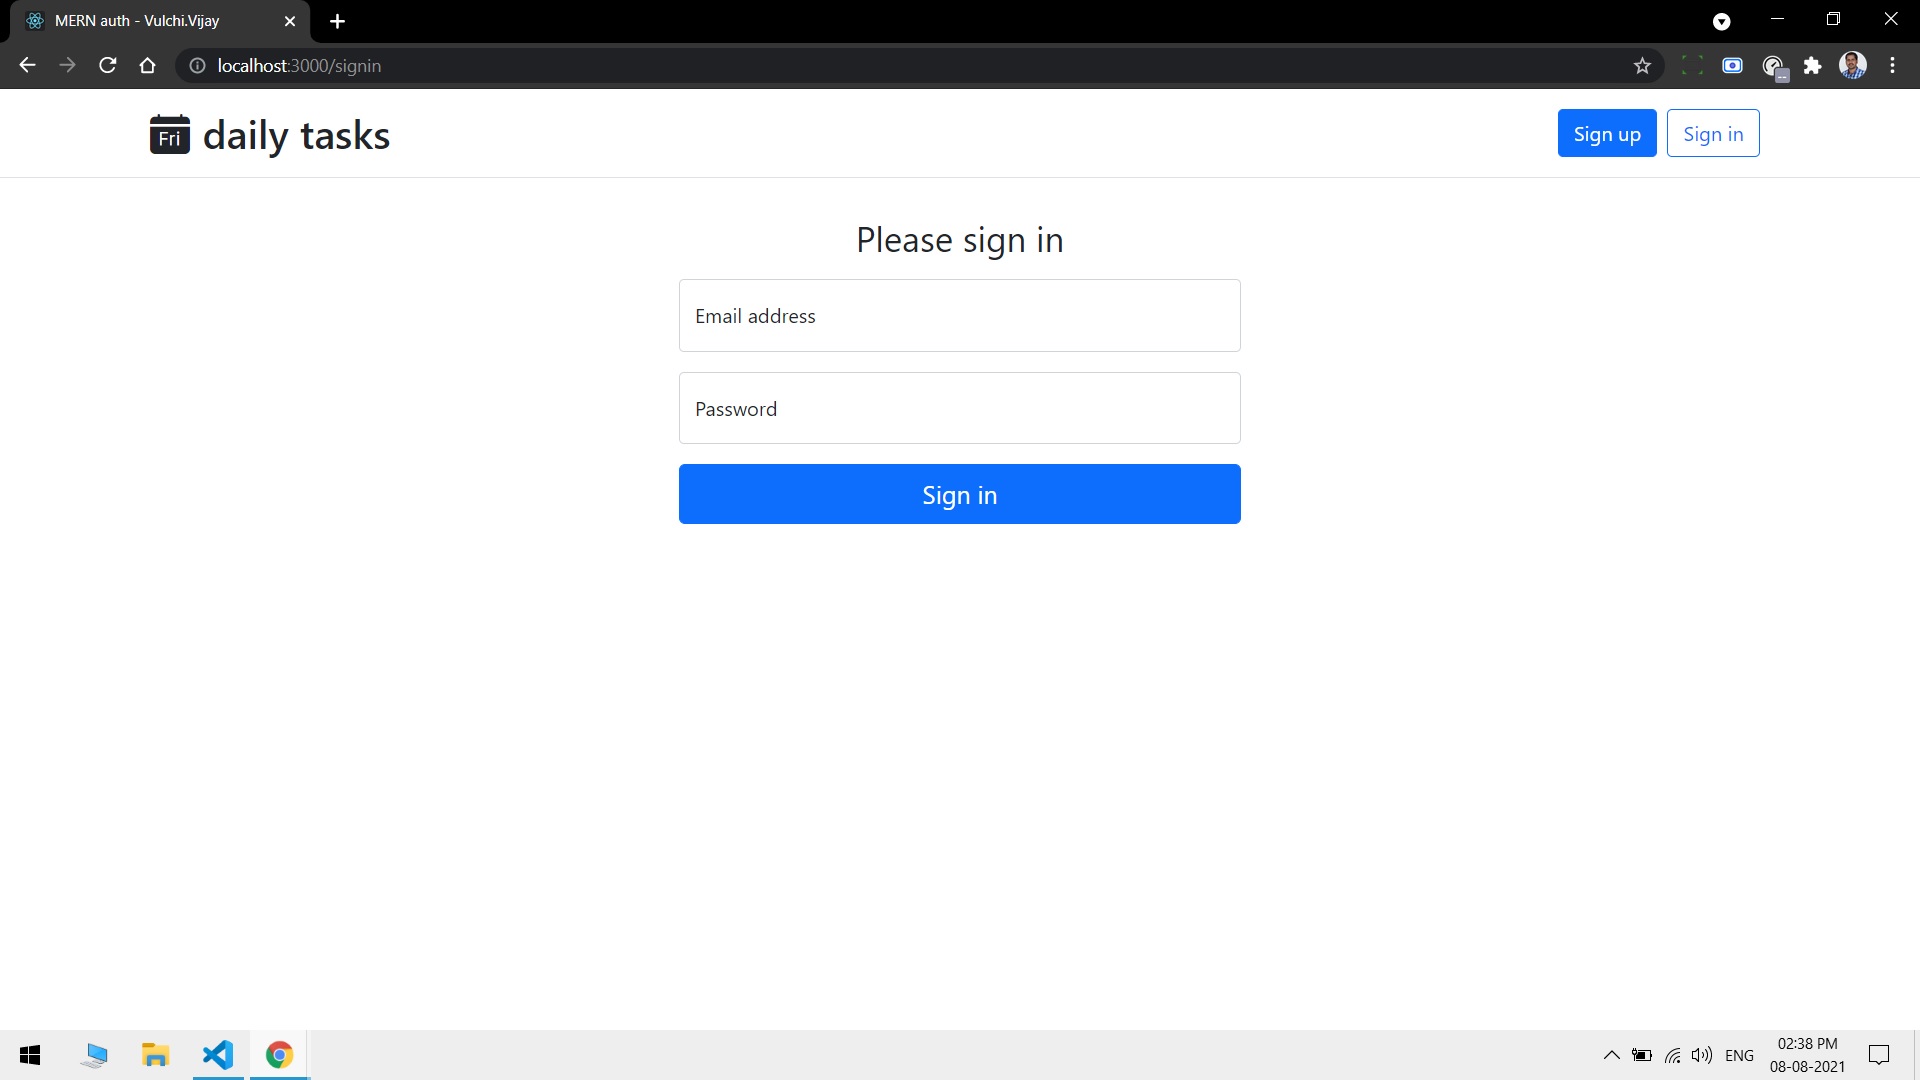 MERN auth - Vulchi.Vijay
localhost:3000/signin
Fri daily tasks
Sign up
Sign in
Please sign in
Email address
Password
Sign in
ENG
02:38 PM
08-08-2021